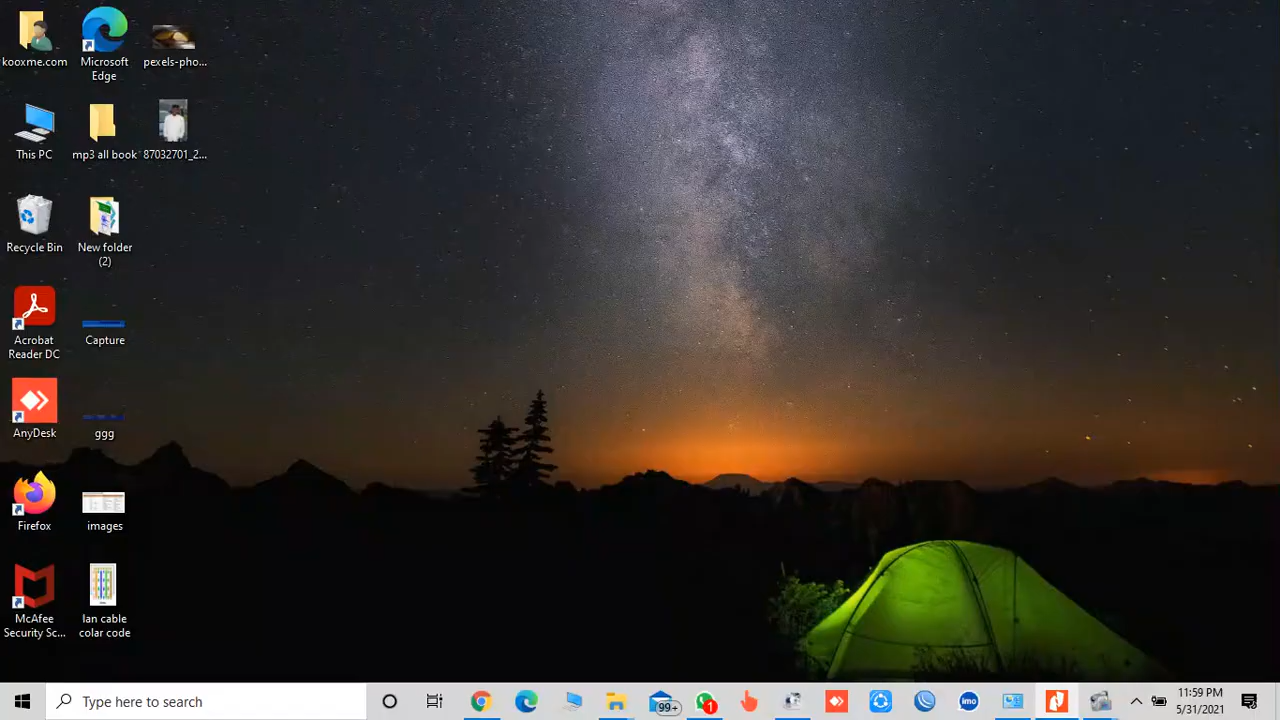 kooxme.com
Microsoft
Edge
pexels-pho...
This PC
mp3 all book
87032701_2...
Recycle Bin
New folder
(2)
Acrobat
Reader DC
Capture
AnyDesk
ggg
Firefox
images
McAfee
Security Sc...
lan cable
colar code
Type here to search
99+
1
imo
11:59 PM
5/31/2021